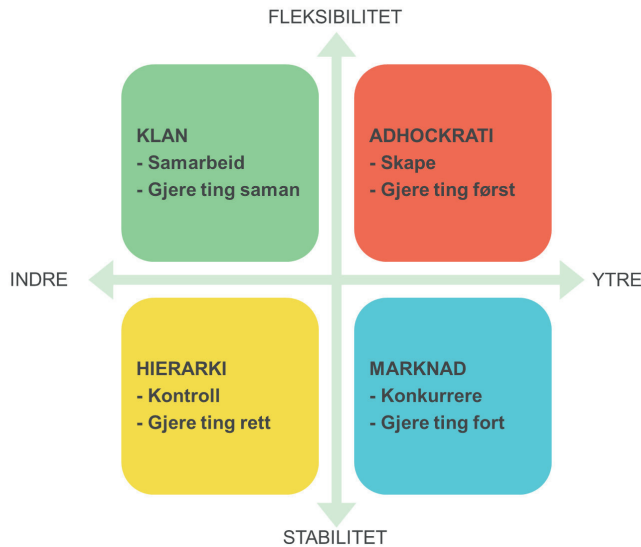 FLEKSIBILITET
KLAN
- Samarbeid
- Gjere ting saman
ADHOCKRATI
- Skape
- Gjere ting først
INDRE
YTRE
HIERARKI
- Kontroll
- Gjere ting rett
MARKNAD
- Konkurrere
- Gjere ting fort
STABILITET